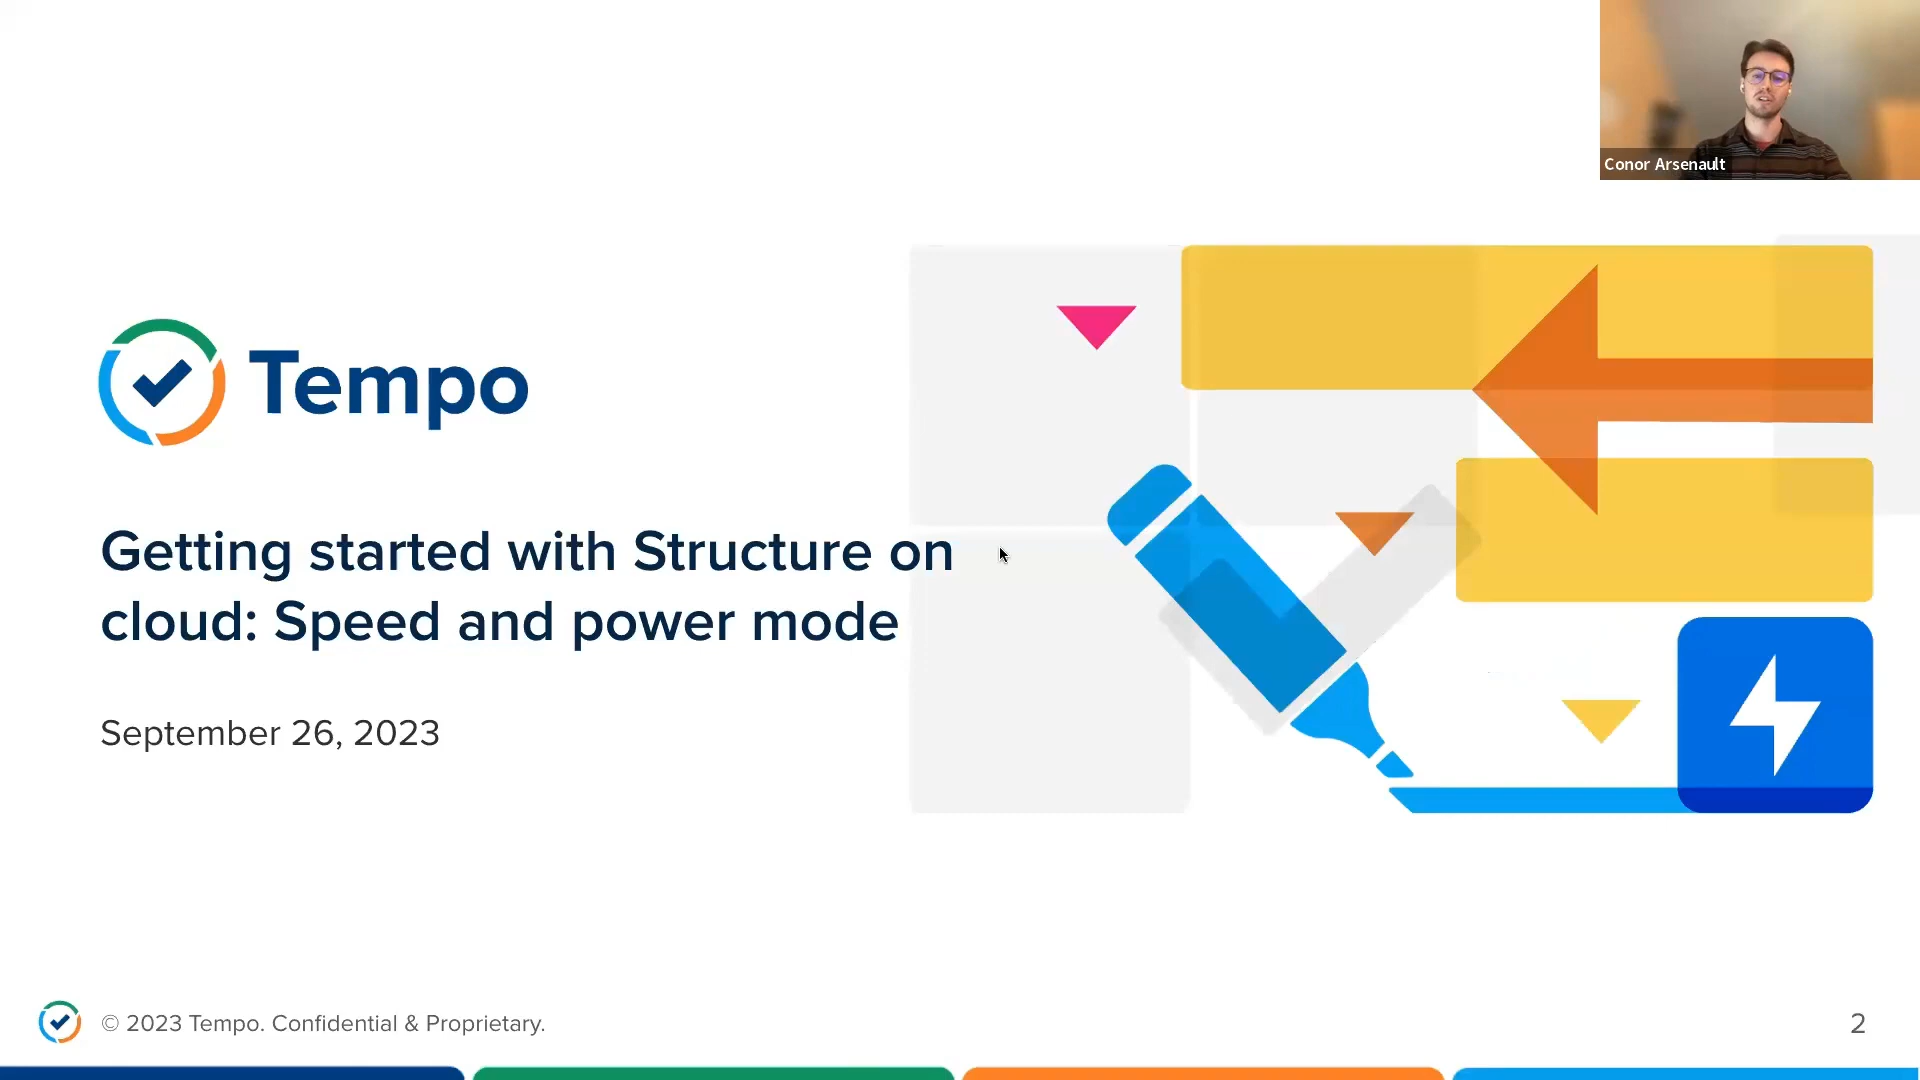 Conor Arsenault
Tempo
Getting started with Structure on
cloud: Speed and power mode
September 26, 2023
© 2023 Tempo. Confidential & Proprietary.
2